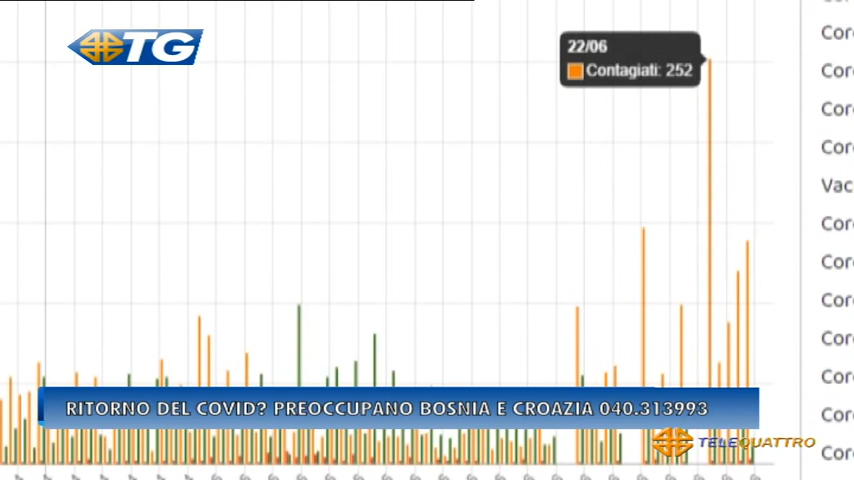 TG
22/06
Contagiati: 252
Cor
Cor
Cor
Cor
Vac
Cor
Cor
Cor
Cor
Cor
Cor
Cor
RITORNO DEL COVID? PREOCCUPANO BOSNIA E CROAZIA 040.313993
TELEQUATTRO